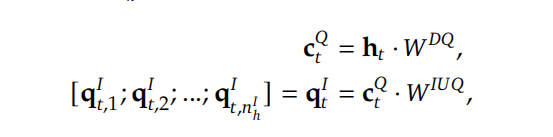 c_t^Q = h_t · W^{DQ},
[q_{t,1}^I; q_{t,2}^I; ...; q_{t,n_h^I}^I] = q_t^I = c_t^Q · W^{IUQ},